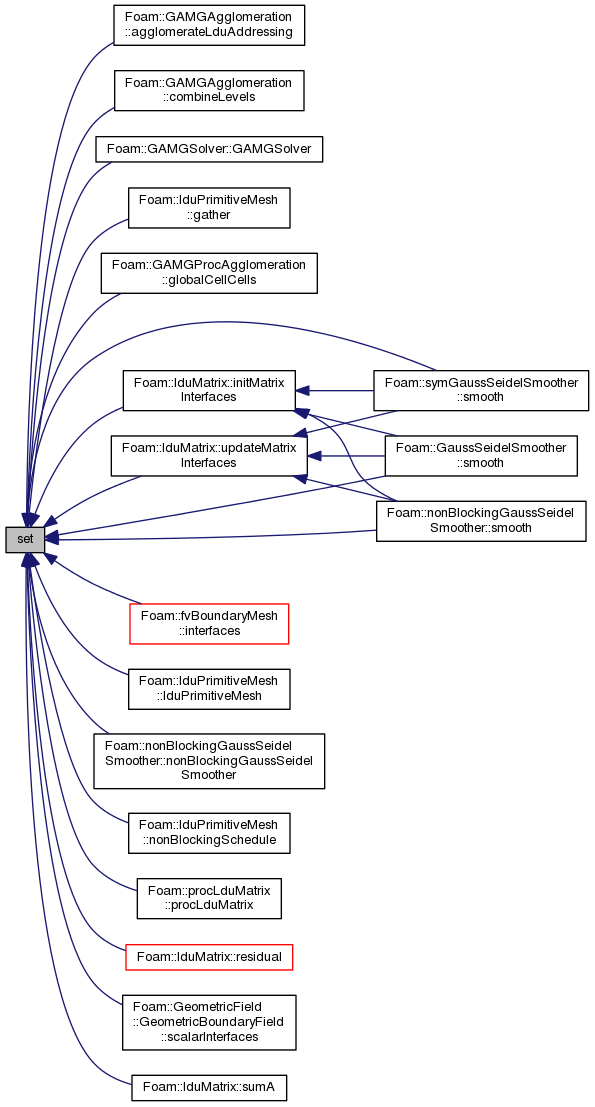 Foam::GAMGAgglomeration
::agglomerateLduAddressing
Foam::GAMGAgglomeration
::combineLevels
Foam::GAMGSolver::GAMGSolver
Foam::lduPrimitiveMesh
::gather
Foam::GAMGProcAgglomeration
::globalCellCells
Foam::lduMatrix::initMatrix
Interfaces
Foam::symGaussSeidelSmoother
::smooth
Foam::lduMatrix::updateMatrix
Interfaces
Foam::GaussSeidelSmoother
::smooth
Foam::nonBlockingGaussSeidel
Smoother::smooth
set
Foam::fvBoundaryMesh
::interfaces
Foam::lduPrimitiveMesh
::lduPrimitiveMesh
Foam::nonBlockingGaussSeidel
Smoother::nonBlockingGaussSeidel
Smoother
Foam::lduPrimitiveMesh
::nonBlockingSchedule
Foam::procLduMatrix
::procLduMatrix
Foam::lduMatrix::residual
Foam::GeometricField
::GeometricBoundaryField
::scalarInterfaces
Foam::lduMatrix::sumA